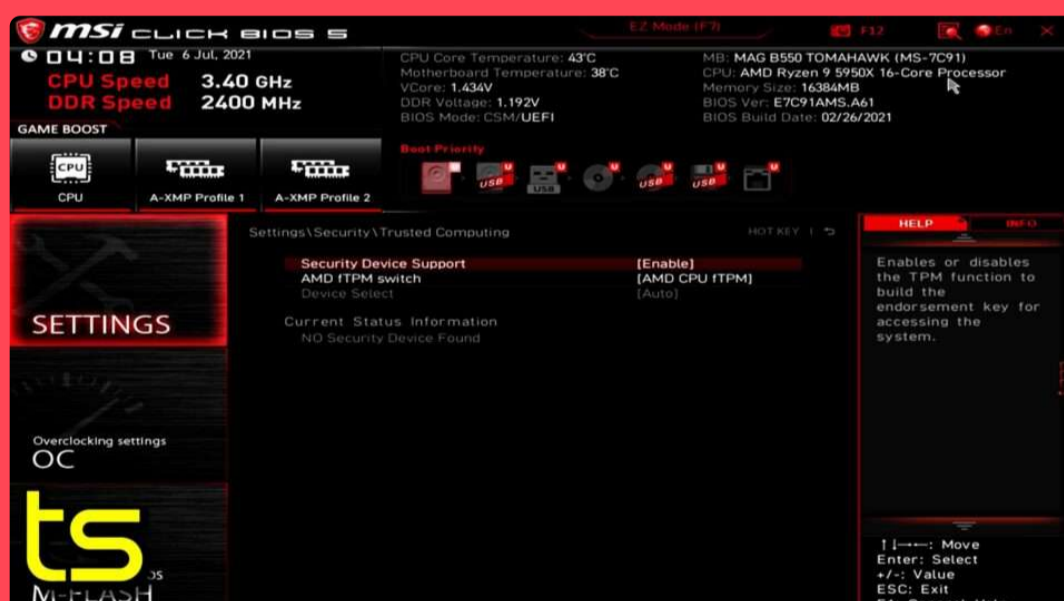 msi CLICK BIOS 5
EZ Mode (F7)
F12
En
04:08 Tue 6 Jul, 2021
CPU Speed 3.40 GHz
DDR Speed 2400 MHz
CPU Core Temperature: 43°C
Motherboard Temperature: 38°C
VCore: 1.434V
DDR Voltage: 1.192V
BIOS Mode: CSM/UEFI
MB: MAG B550 TOMAHAWK (MS-7C91)
CPU: AMD Ryzen 9 5950X 16-Core Processor
Memory Size: 16384MB
BIOS Ver: E7C91AMS.A61
BIOS Build Date: 02/26/2021
GAME BOOST
CPU
CPU
A-XMP Profile 1
A-XMP Profile 2
Boot Priority
U U U U U U
USB USB USB USB
Settings\Security\Trusted Computing
HOT KEY |
Security Device Support [Enable]
AMD fTPM switch [AMD CPU fTPM]
Device Select [Auto]
Current Status Information
NO Security Device Found
HELP
INFO
Enables or disables
the TPM function to
build the
endorsement key for
accessing the
system.
SETTINGS
Overclocking settings
OC
ts
M-FLASH
↑↓→←: Move
Enter: Select
+/-: Value
ESC: Exit